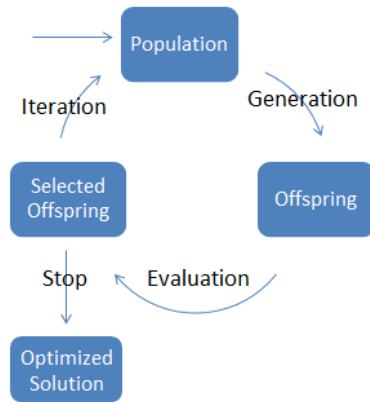 Population
Iteration
Generation
Selected
Offspring
Offspring
Stop
Evaluation
Optimized
Solution